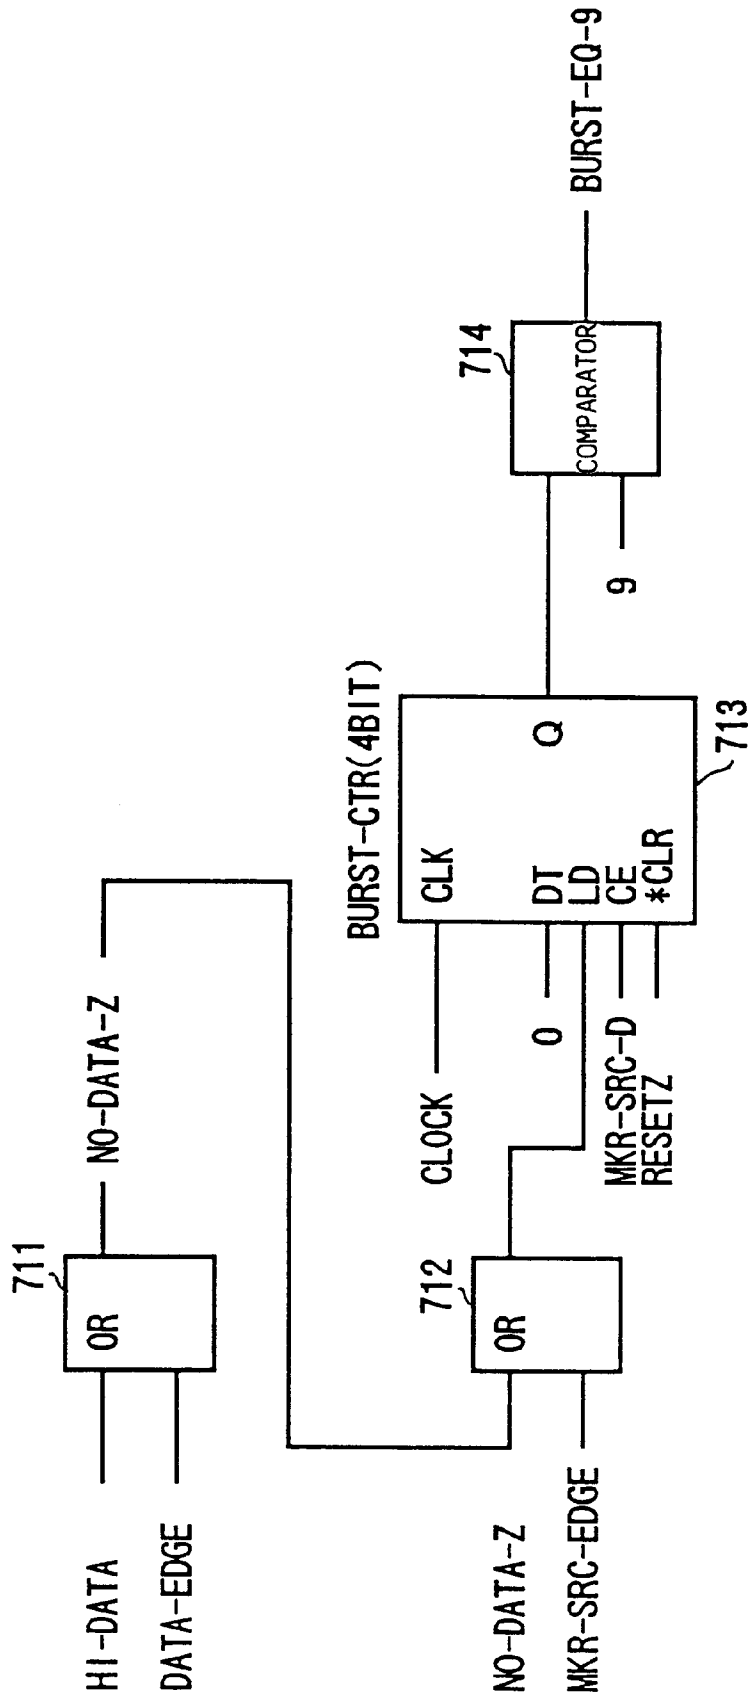 HI-DATA
DATA-EDGE
OR
711
NO-DATA-Z
NO-DATA-Z
MKR-SRC-EDGE
OR
712
CLOCK
0
MKR-SRC-D
RESETZ
BURST-CTR(4BIT)
CLK
DT
LD
CE
*CLR
Q
713
9
COMPARATOR
714
BURST-EQ-9